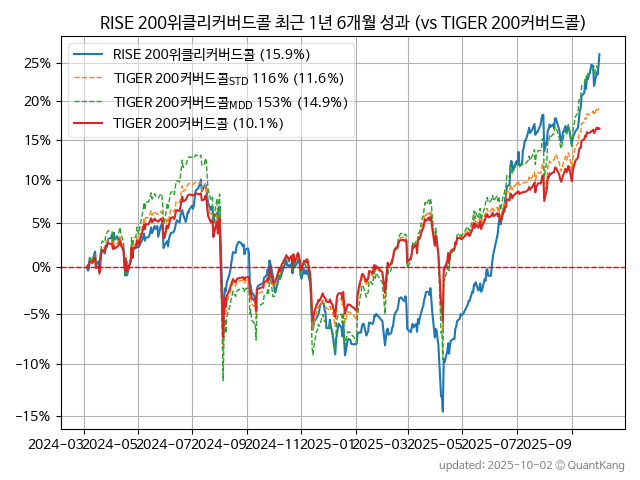 RISE 200위클리커버드콜 최근 1년 6개월 성과 (vs TIGER 200커버드콜)
RISE 200위클리커버드콜 (15.9%)
TIGER 200커버드콜STD 116% (11.6%)
TIGER 200커버드콜MDD 153% (14.9%)
TIGER 200커버드콜 (10.1%)
25%
20%
15%
10%
5%
0%
−5%
−10%
−15%
2024-03 2024-05 2024-07 2024-09 2024-11 2025-01 2025-03 2025-05 2025-07 2025-09
updated: 2025-10-02 © QuantKang